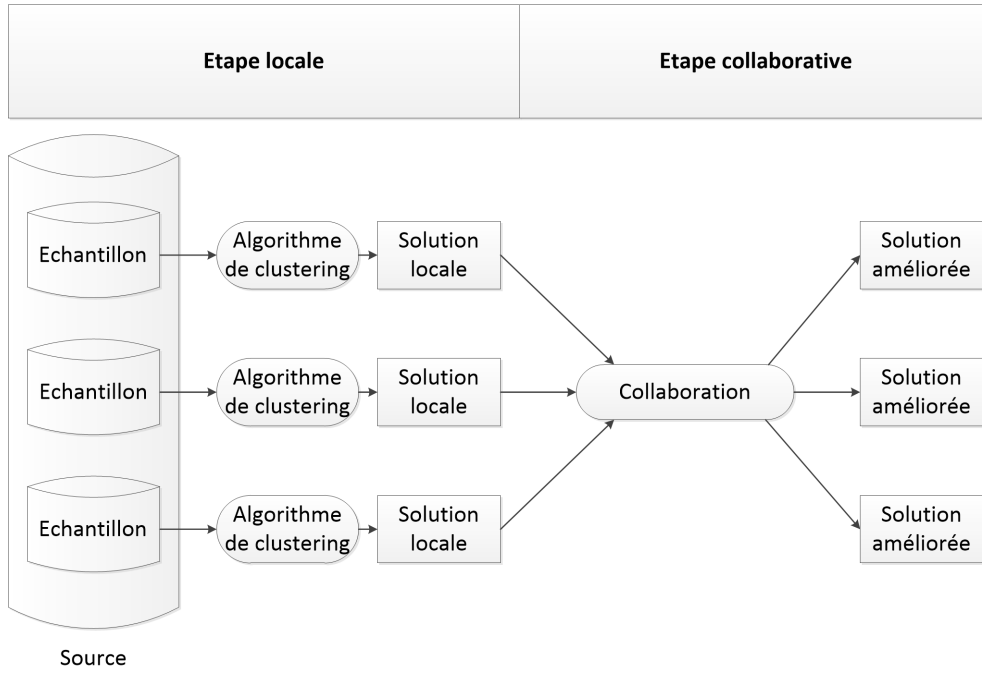 Etape locale
Etape collaborative
Echantillon
Algorithme
de clustering
Solution
locale
Solution
améliorée
Echantillon
Algorithme
de clustering
Solution
locale
Collaboration
Solution
améliorée
Echantillon
Algorithme
de clustering
Solution
locale
Solution
améliorée
Source